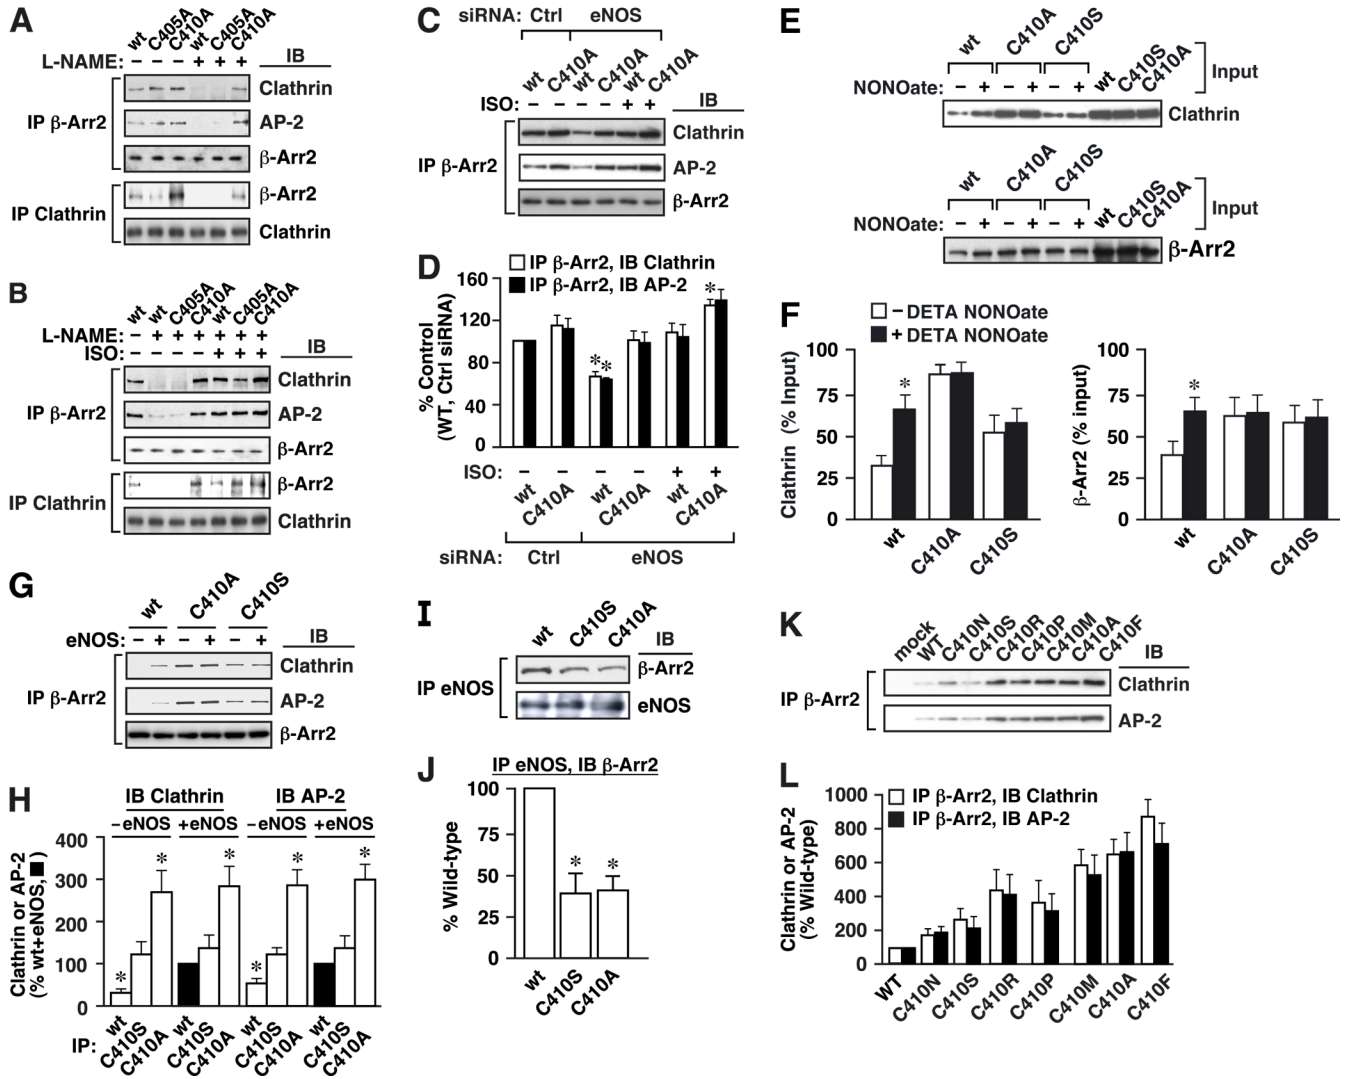 A
wt
C405A
C410A
wt
C405A
C410A
L-NAME: – – – + + + IB
IP β-Arr2
Clathrin
AP-2
β-Arr2
IP Clathrin
β-Arr2
Clathrin
B
wt
wt
C405A
C410A
wt
C405A
C410A
L-NAME: – + + + + + +
ISO: – – – – + + + IB
IP β-Arr2
Clathrin
AP-2
β-Arr2
IP Clathrin
β-Arr2
Clathrin
C
siRNA: Ctrl eNOS
wt
C410A
wt
C410A
wt
C410A
ISO: – – – – + + IB
IP β-Arr2
Clathrin
AP-2
β-Arr2
D
IP β-Arr2, IB Clathrin
IP β-Arr2, IB AP-2
% Control
(WT, Ctrl siRNA)
160
120
80
40
0
* * *
ISO: – – – – + +
wt
C410A
wt
C410A
wt
C410A
siRNA: Ctrl eNOS
E
wt
C410A
C410S
NONOate: – + – + – +
wt
C410S
C410A
Input
Clathrin
wt
C410A
C410S
NONOate: – + – + – +
wt
C410S
C410A
Input
β-Arr2
F
– DETA NONOate
+ DETA NONOate
Clathrin (% Input)
100
75
50
25
0
*
wt
C410A
C410S
β-Arr2 (% input)
100
75
50
25
0
*
wt
C410A
C410S
G
wt
C410A
C410S
eNOS: – + – + – + IB
IP β-Arr2
Clathrin
AP-2
β-Arr2
H
IB Clathrin IB AP-2
–eNOS +eNOS –eNOS +eNOS
Clathrin or AP-2
(% wt+eNOS, ■)
400
300
200
100
0
* * * * * *
IP:
wt
C410S
C410A
wt
C410S
C410A
wt
C410S
C410A
wt
C410S
C410A
I
wt
C410S
C410A
IB
IP eNOS
β-Arr2
eNOS
J
IP eNOS, IB β-Arr2
% Wild-type
100
75
50
25
0
* *
wt
C410S
C410A
K
mock
WT
C410N
C410S
C410R
C410P
C410M
C410A
C410F
IB
IP β-Arr2
Clathrin
AP-2
L
IP β-Arr2, IB Clathrin
IP β-Arr2, IB AP-2
Clathrin or AP-2
(% Wild-type)
1000
800
600
400
200
0
WT
C410N
C410S
C410R
C410P
C410M
C410A
C410F